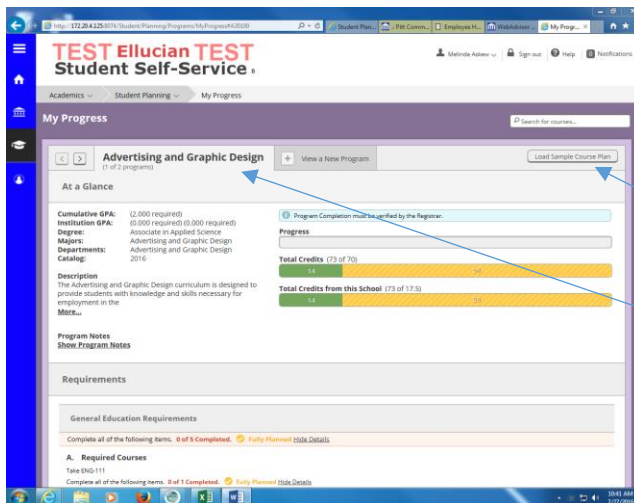 http://172.20.4.125:8076/Student/Planning/Programs/MyProgress#A20100
Student Plan...
Pitt Comm...
Employee H...
WebAdvisor...
My Progr...
TEST Ellucian TEST
Student Self-Service
Melinda Askew
Sign out
Help
Notifications
Academics
Student Planning
My Progress
My Progress
Search for courses...
Advertising and Graphic Design
(1 of 2 programs)
View a New Program
Load Sample Course Plan
At a Glance
Cumulative GPA: (2.000 required)
Institution GPA: (0.000 required) (0.000 required)
Degree: Associate in Applied Science
Majors: Advertising and Graphic Design
Departments: Advertising and Graphic Design
Catalog: 2016
Description
The Advertising and Graphic Design curriculum is designed to
provide students with knowledge and skills necessary for
employment in the
More...
Program Notes
Show Program Notes
Program Completion must be verified by the Registrar.
Progress
Total Credits (73 of 70)
14 59
Total Credits from this School (73 of 17.5)
14 59
Requirements
General Education Requirements
Complete all of the following items. 0 of 5 Completed. Fully Planned Hide Details
A. Required Courses
Take ENG-111
Complete all of the following items. 0 of 1 Completed. Fully Planned Hide Details
10:41 AM